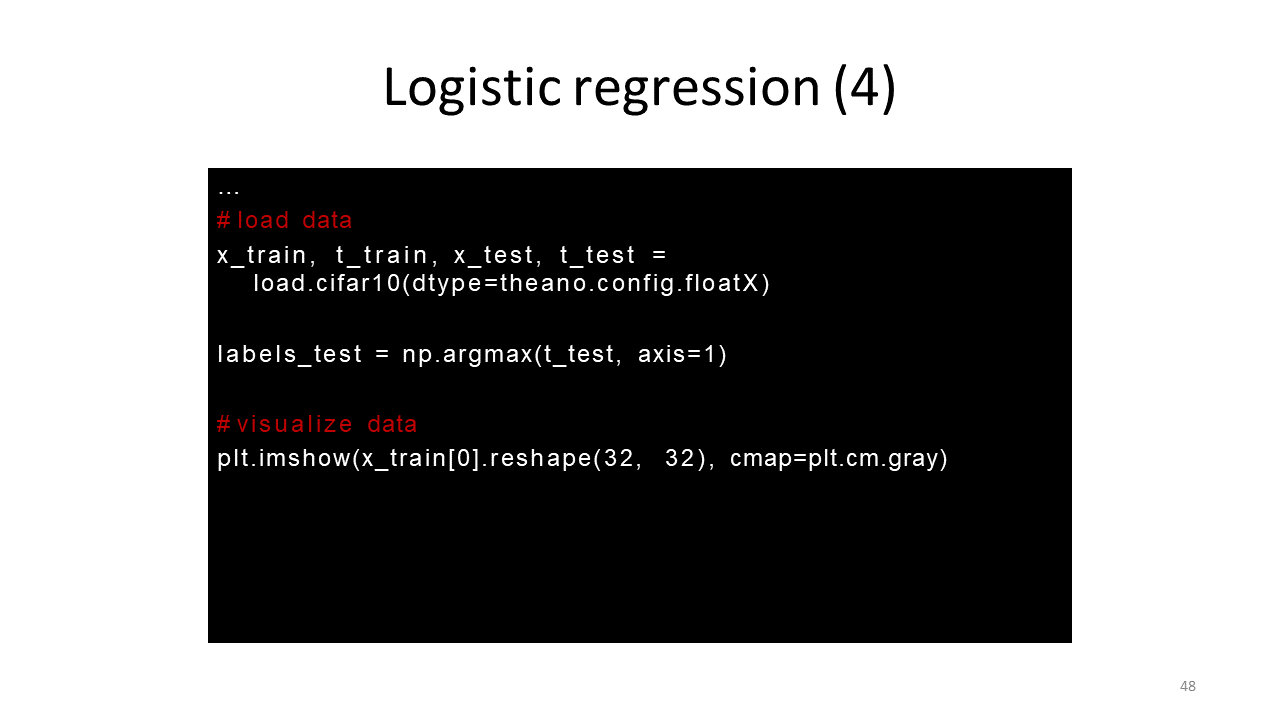 Logistic regression (4)
...
# load data
x_train, t_train, x_test, t_test =
load.cifar10(dtype=theano.config.floatX)
labels_test = np.argmax(t_test, axis=1)
# visualize data
plt.imshow(x_train[0].reshape(32, 32), cmap=plt.cm.gray)
48